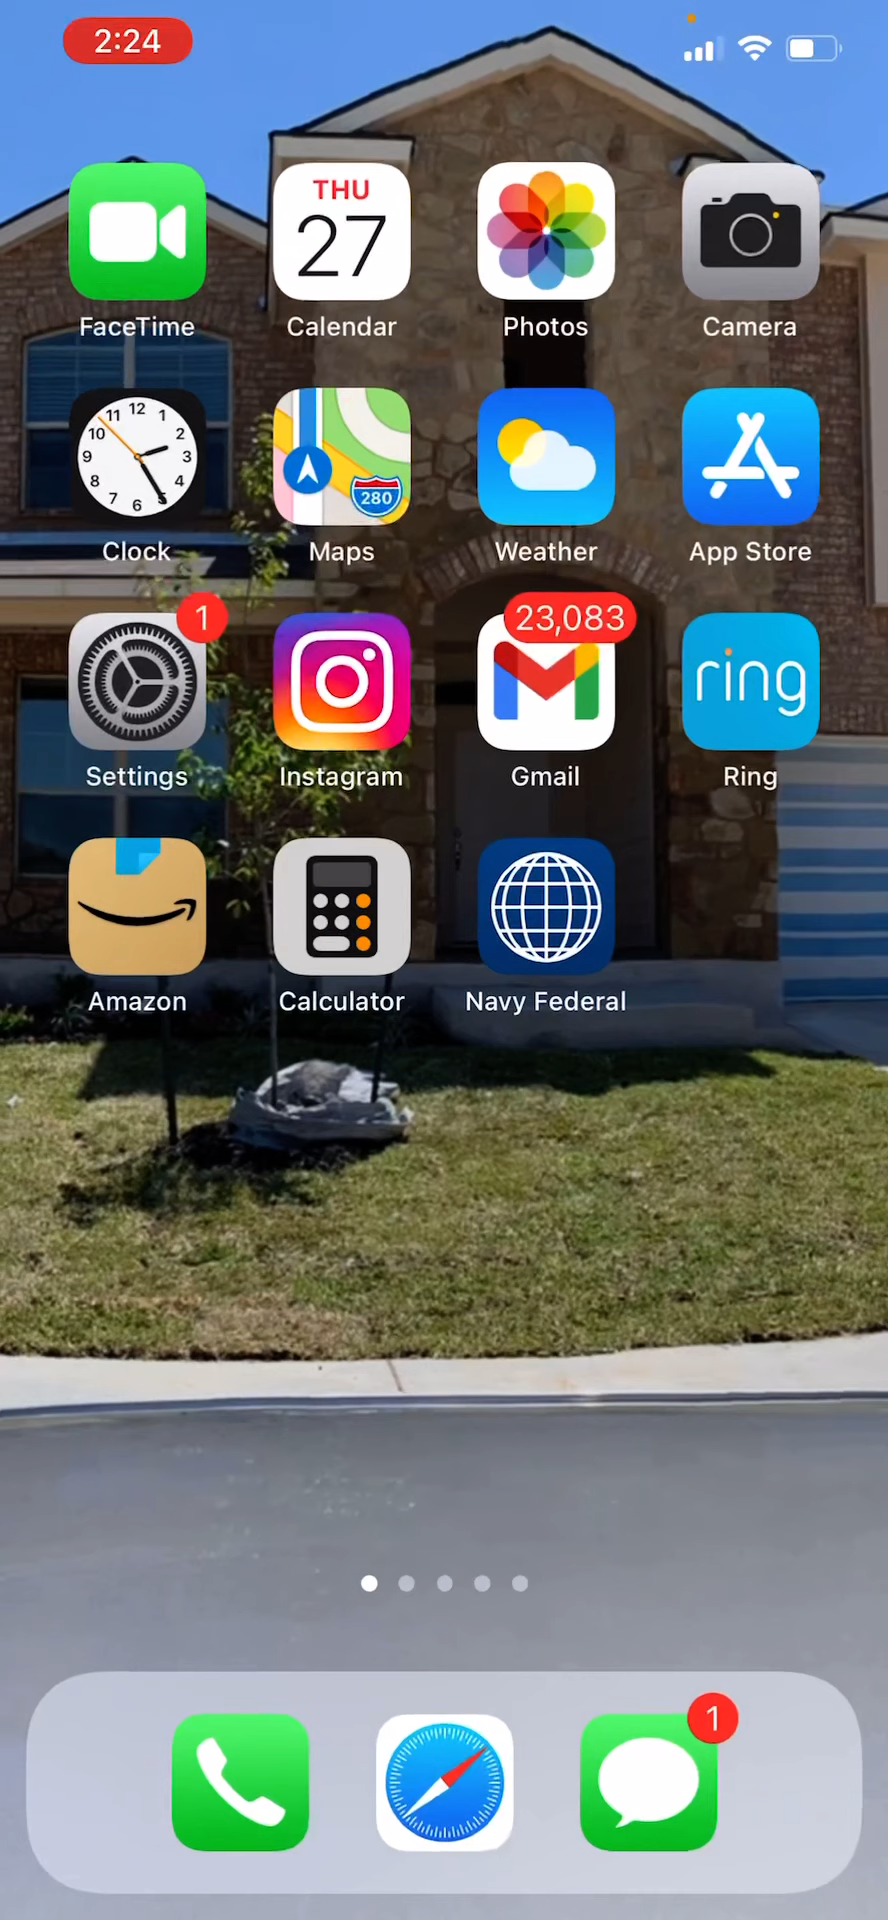 2:24
THU
27
FaceTime
Calendar
Photos
Camera
12
11 1
10 2
9 3
8 4
7 5
6
280
Clock
Maps
Weather
App Store
1
23,083
ring
Settings
Instagram
Gmail
Ring
Amazon
Calculator
Navy Federal
1